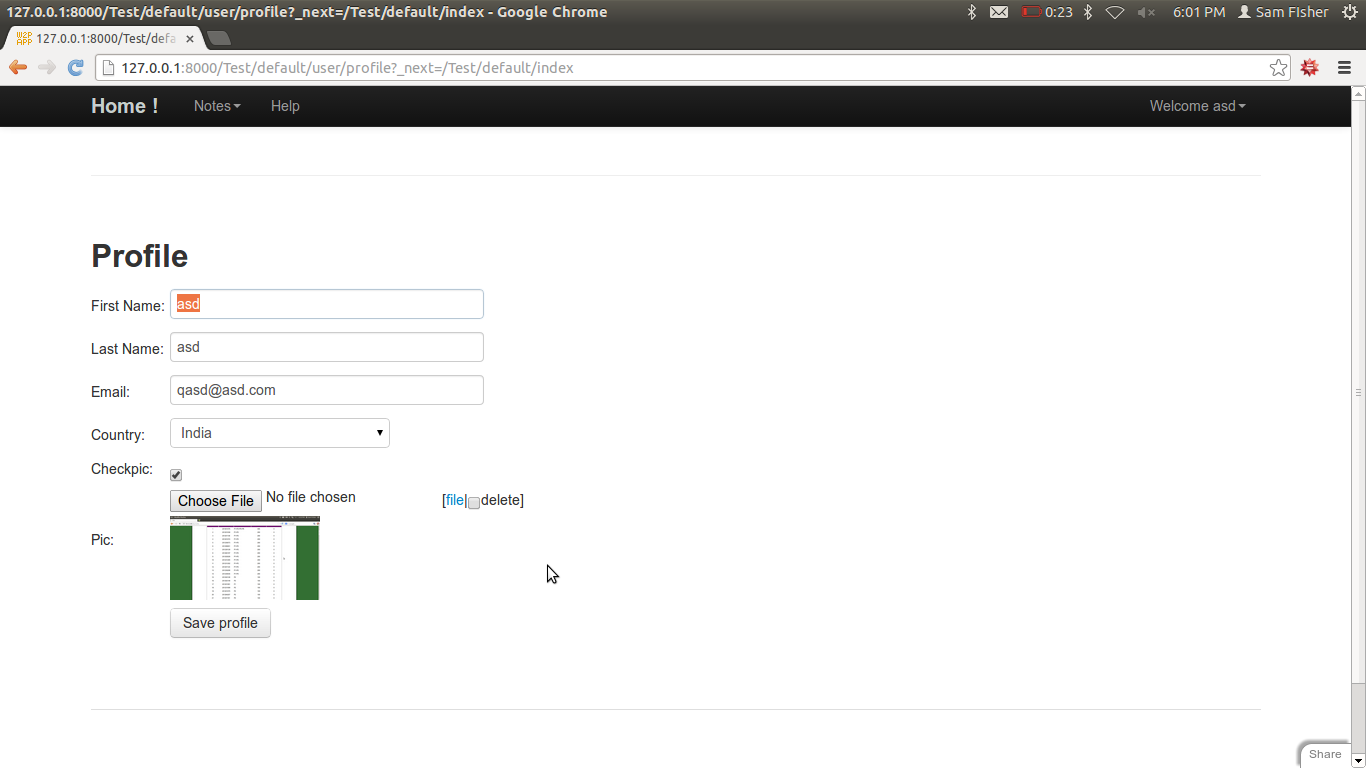 127.0.0.1:8000/Test/default/user/profile?_next=/Test/default/index - Google Chrome
0:23 6:01 PM Sam FIsher
W2P APP 127.0.0.1:8000/Test/defa
127.0.0.1:8000/Test/default/user/profile?_next=/Test/default/index
Home ! Notes Help Welcome asd
Profile
First Name: asd
Last Name: asd
Email: qasd@asd.com
Country: India
Checkpic:
Choose File No file chosen [file|delete]
Pic:
Save profile
Share